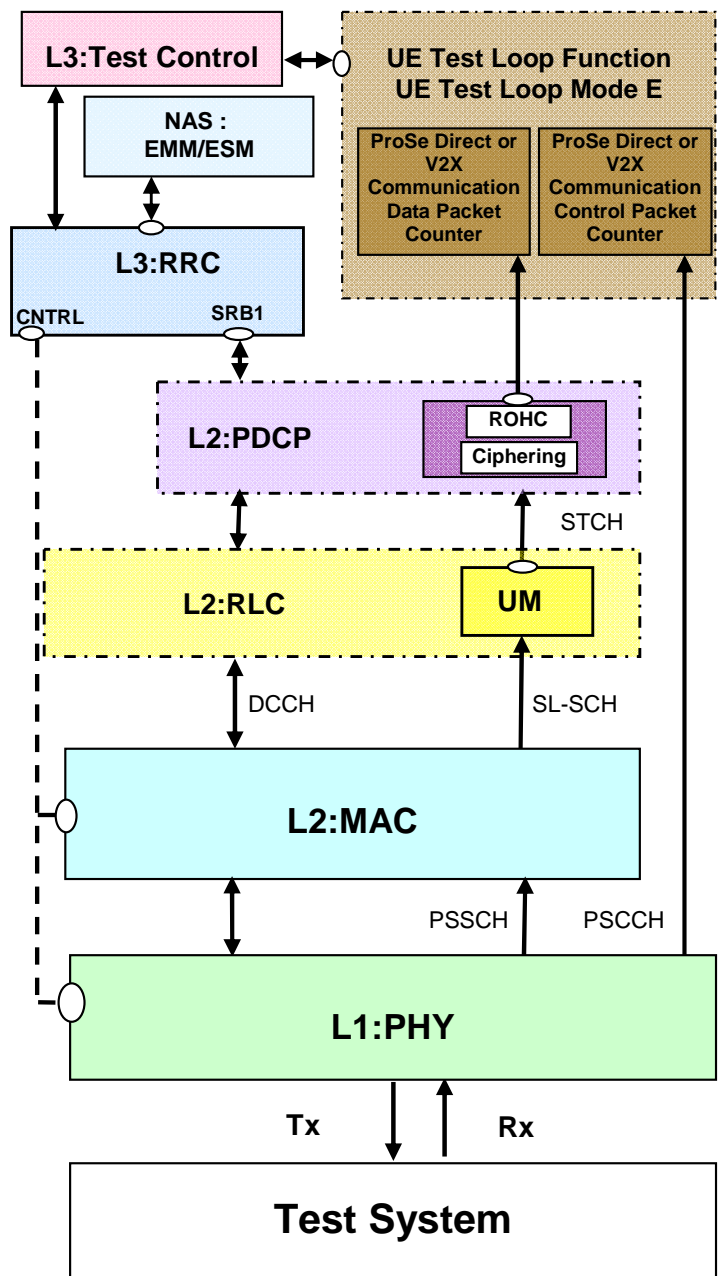 L3:Test Control
UE Test Loop Function
UE Test Loop Mode E
NAS :
EMM/ESM
ProSe Direct or
V2X
Communication
Data Packet
Counter
ProSe Direct or
V2X
Communication
Control Packet
Counter
L3:RRC
CNTRL
SRB1
L2:PDCP
ROHC
Ciphering
STCH
L2:RLC
UM
DCCH
SL-SCH
L2:MAC
PSSCH
PSCCH
L1:PHY
Tx
Rx
Test System